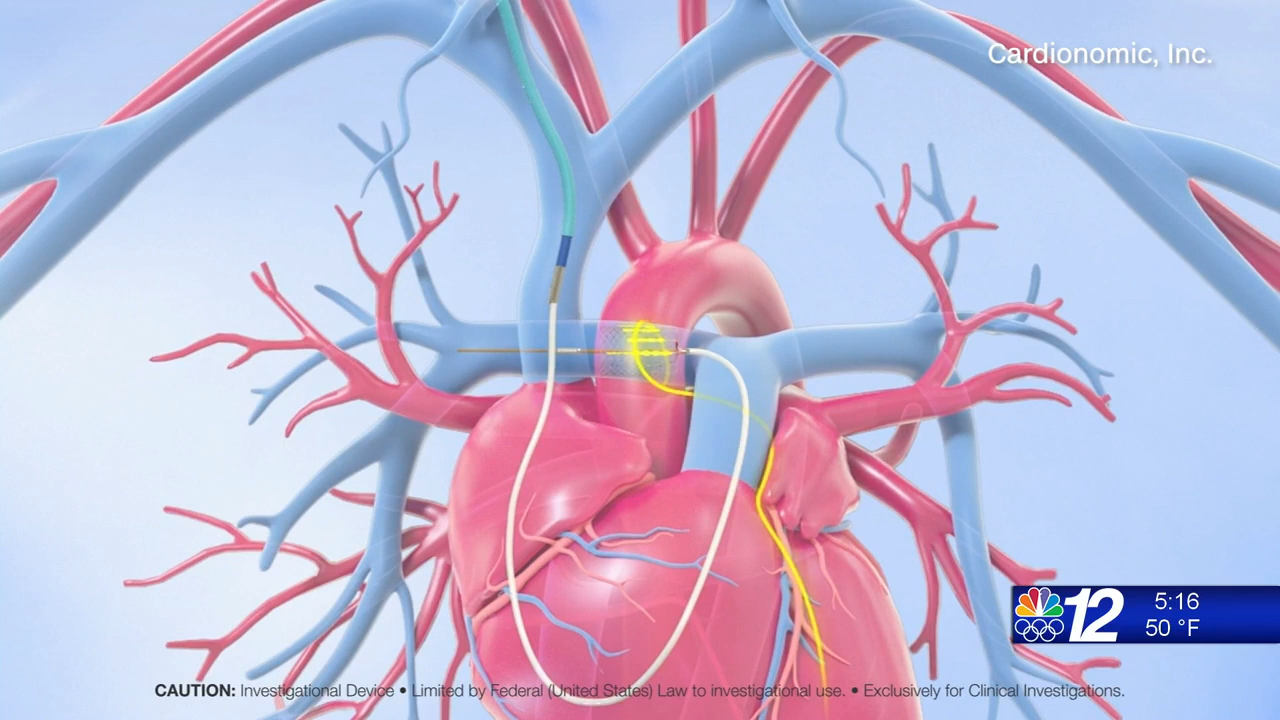 Cardionomic, Inc.
12
5:16
50 °F
CAUTION: Investigational Device • Limited by Federal (United States) Law to investigational use. • Exclusively for Clinical Investigations.